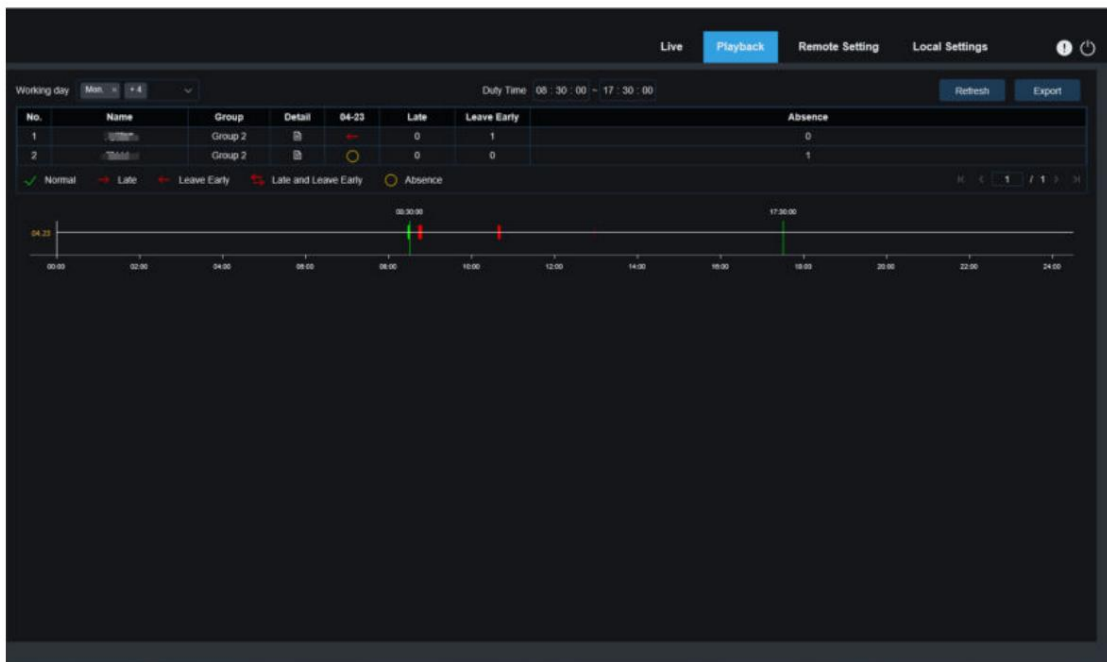 Live Playback Remote Setting Local Settings
Working day Mon. × + 4 Duty Time 08 : 30 : 00 ~ 17 : 30 : 00 Refresh Export
No. Name Group Detail 04-23 Late Leave Early Absence
1 Group 2 0 1 0
2 Group 2 0 0 1
Normal Late Leave Early Late and Leave Early Absence 1 / 1
08:30:00 17:30:00
04-23
00:00 02:00 04:00 06:00 08:00 10:00 12:00 14:00 16:00 18:00 20:00 22:00 24:00